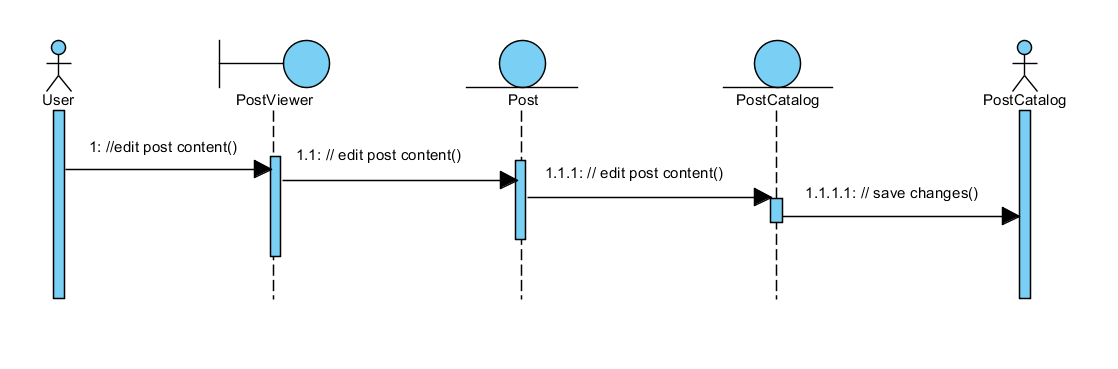 User
PostViewer
Post
PostCatalog
PostCatalog
1: //edit post content()
1.1: // edit post content()
1.1.1: // edit post content()
1.1.1.1: // save changes()